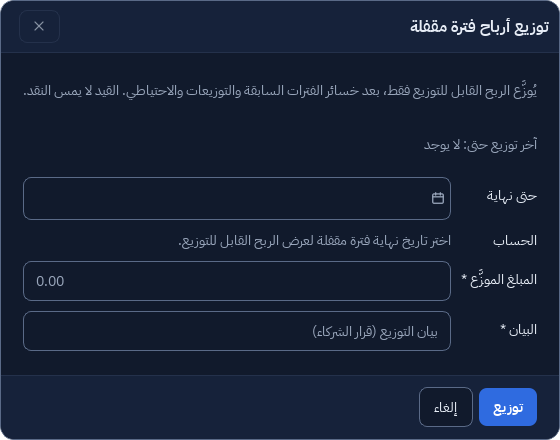 توزيع أرباح فترة مقفلة
يُوزَّع الربح القابل للتوزيع فقط، بعد خسائر الفترات السابقة والتوزيعات والاحتياطي. القيد لا يمس النقد.
آخر توزيع حتى: لا يوجد
حتى نهاية
الحساب اختر تاريخ نهاية فترة مقفلة لعرض الربح القابل للتوزيع.
المبلغ الموزَّع * 0.00
البيان * بيان التوزيع (قرار الشركاء)
توزيع إلغاء